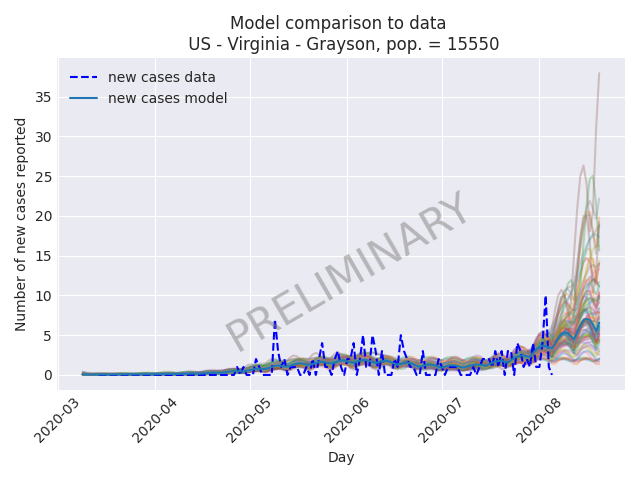 Model comparison to data
US - Virginia - Grayson, pop. = 15550
new cases data
new cases model
Number of new cases reported
35
30
25
20
15
10
5
0
PRELIMINARY
2020-03
2020-04
2020-05
2020-06
2020-07
2020-08
Day